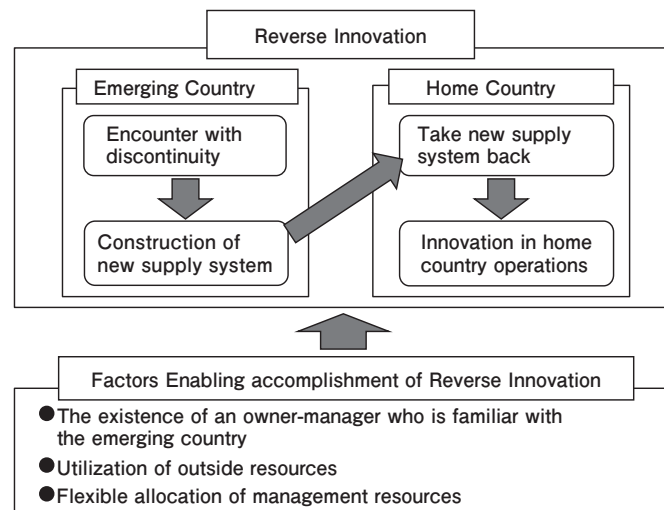 Reverse Innovation
Emerging Country
Encounter with
discontinuity
Construction of
new supply system
Home Country
Take new supply
system back
Innovation in home
country operations
Factors Enabling accomplishment of Reverse Innovation
●The existence of an owner-manager who is familiar with
the emerging country
●Utilization of outside resources
●Flexible allocation of management resources